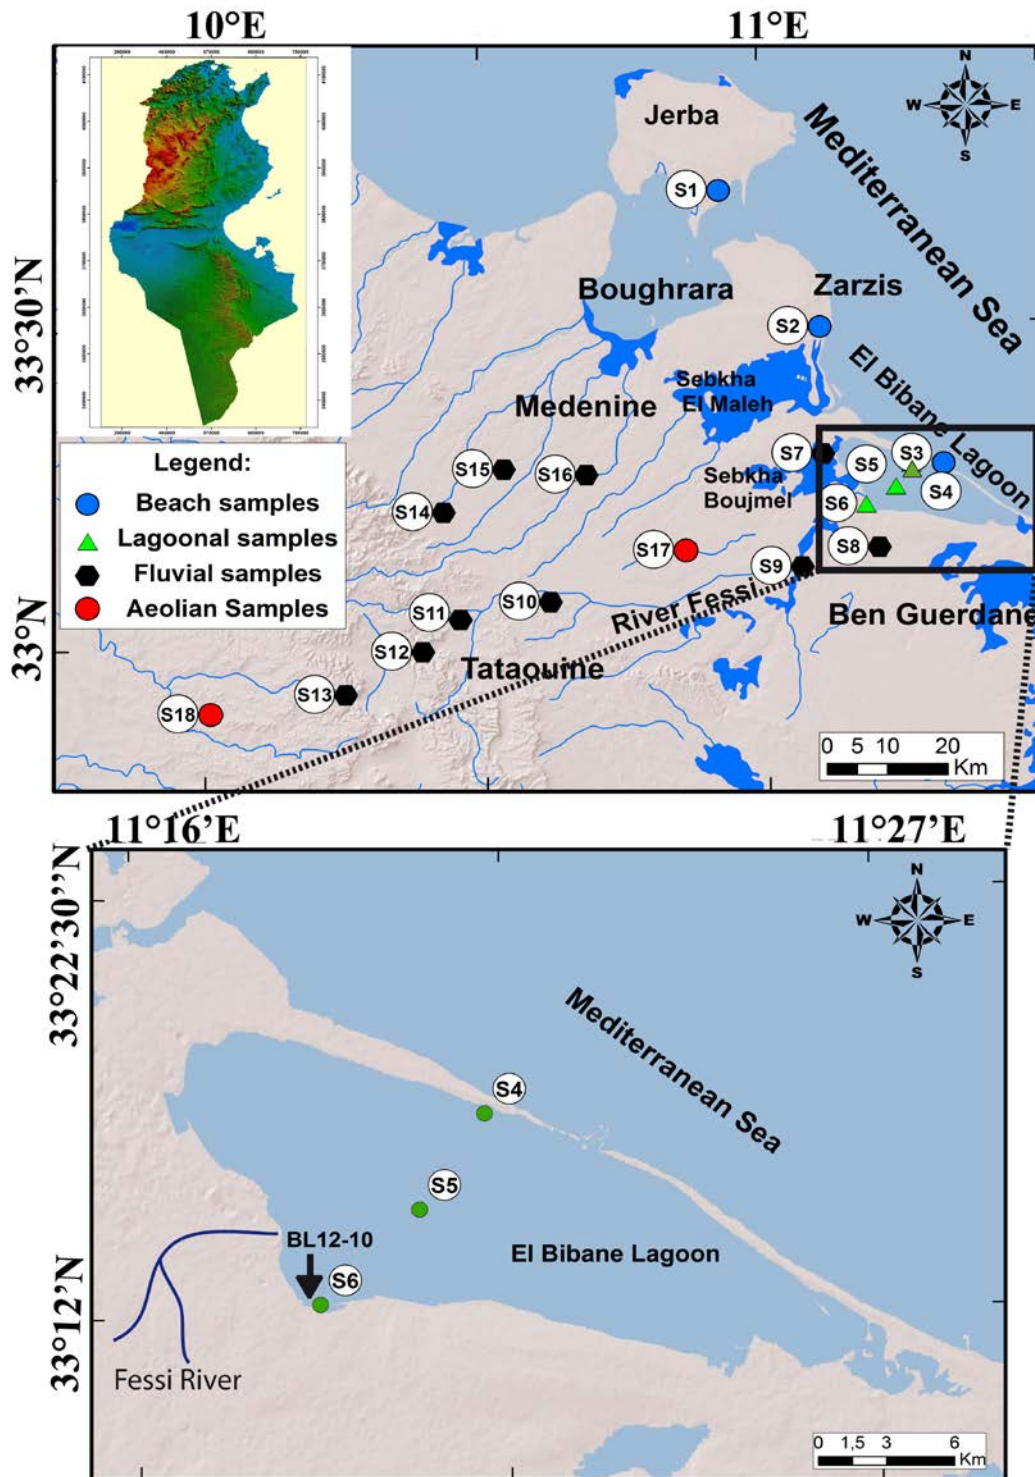 10°E
11°E
N
W
E
S
Jerba
Mediterranean Sea
S1
Boughrara
Zarzis
33°30'N
S2
El Bibane Lagoon
Sebkha
El Maleh
Medenine
Legend:
Beach samples
Lagoonal samples
Fluvial samples
Aeolian Samples
S15
S16
S14
S7
S5
S3
Sebkha
Boujmel
S6
S4
S17
S8
S9
River Fessi
Ben Guerdane
S11
S10
33°N
S12
Tataouine
S13
S18
0 5 10 20
Km
11°16’E
11°27’E
33°22’30’’N
N
W
E
S
Mediterranean Sea
S4
S5
BL12-10
El Bibane Lagoon
S6
33°12’N
Fessi River
0 1,5 3 6
Km